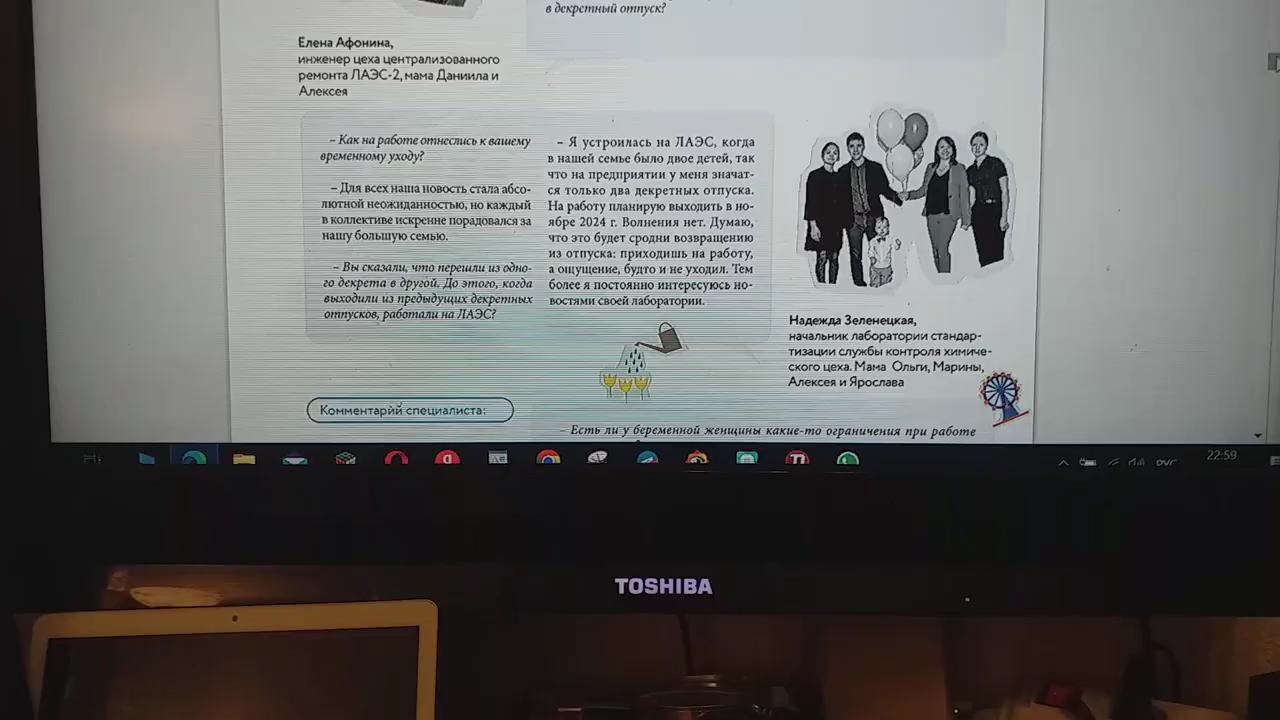 в декретный отпуск?
Елена Афонина,
инженер цеха централизованного
ремонта ЛАЭС-2, мама Даниила и
Алексея
– Как на работе отнеслись к вашему
временному уходу?
– Для всех наша новость стала абсо-
лютной неожиданностью, но каждый
в коллективе искренне порадовался за
нашу большую семью.
– Вы сказали, что перешли из одно-
го декрета в другой. До этого, когда
выходили из предыдущих декретных
отпусков, работали на ЛАЭС?
– Я устроилась на ЛАЭС, когда
в нашей семье было двое детей, так
что на предприятии у меня значат-
ся только два декретных отпуска.
На работу планирую выходить в но-
ябре 2024 г. Волнения нет. Думаю,
что это будет сродни возвращению
из отпуска: приходишь на работу,
а ощущение, будто и не уходил. Тем
более я постоянно интересуюсь но-
востями своей лаборатории.
Надежда Зеленецкая,
начальник лаборатории стандар-
тизации службы контроля химиче-
ского цеха. Мама Ольги, Марины,
Алексея и Ярослава
Комментарий специалиста:
– Есть ли у беременной женщины какие-то ограничения при работе
РУС
22:59
TOSHIBA